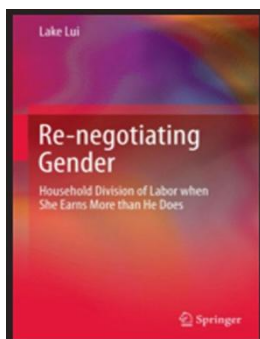 Lake Lui
Re-negotiating
Gender
Household Division of Labor when
She Earns More than He Does
Springer